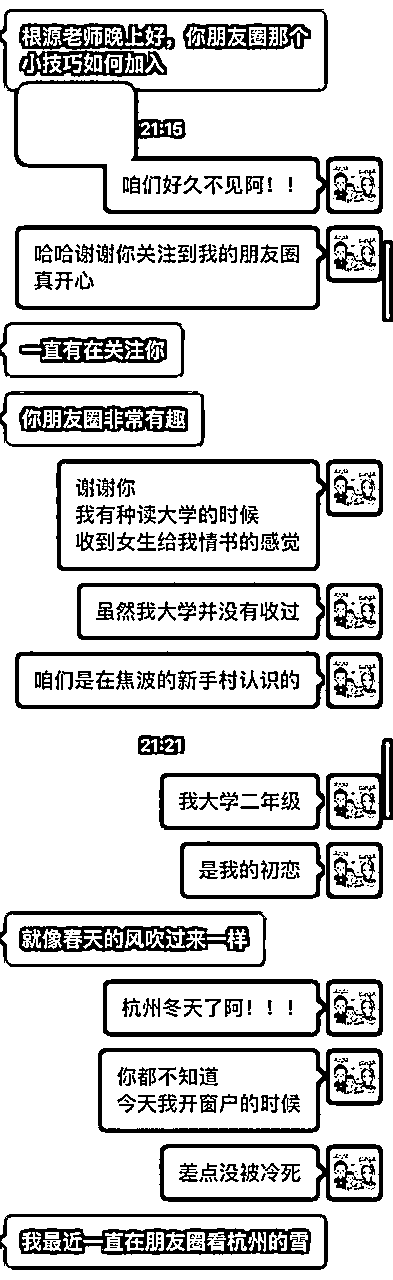 根源老师晚上好，你朋友圈那个
小技巧如何加入
21:15
咱们好久不见阿！！
哈哈谢谢你关注到我的朋友圈
真开心
一直有在关注你
你朋友圈非常有趣
谢谢你
我有种读大学的时候
收到女生给我情书的感觉
虽然我大学并没有收过
咱们是在焦波的新手村认识的
21:21
我大学二年级
是我的初恋
就像春天的风吹过来一样
杭州冬天了阿！！！
你都不知道
今天我开窗户的时候
差点没被冷死
我最近一直在朋友圈看杭州的雪